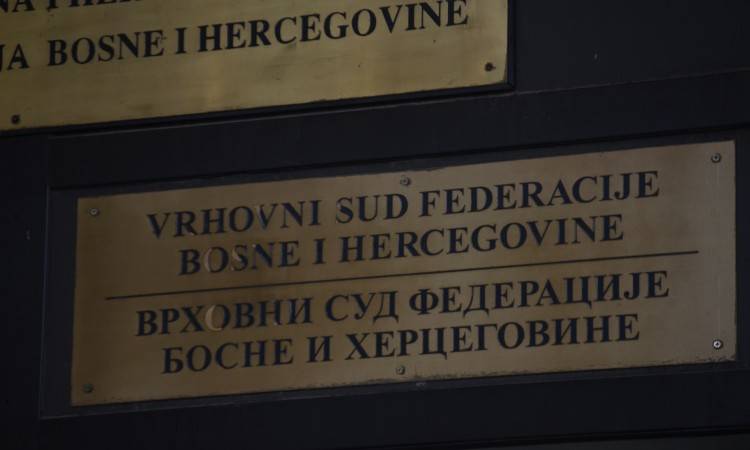 BOSNE I HERCEGOVINE
VRHOVNI SUD FEDERACIJE
BOSNE I HERCEGOVINE
ВРХОВНИ СУД ФЕДЕРАЦИЈЕ
БОСНЕ И ХЕРЦЕГОВИНЕ